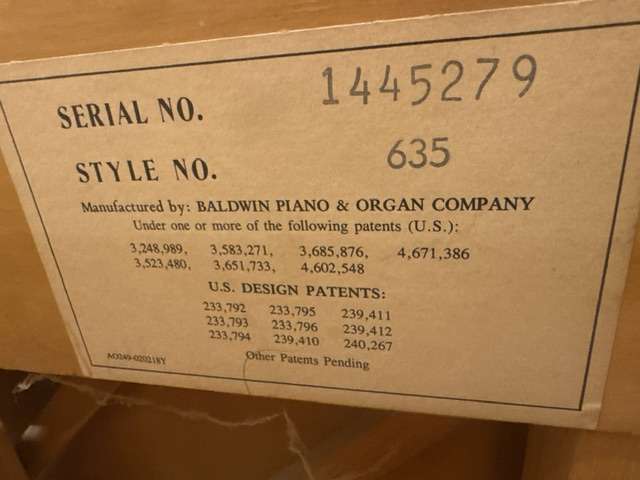 SERIAL NO. 1445279
STYLE NO. 635
Manufactured by: BALDWIN PIANO & ORGAN COMPANY
Under one or more of the following patents (U.S.):
3,248,989, 3,583,271, 3,685,876, 4,671,386
3,523,480, 3,651,733, 4,602,548
U.S. DESIGN PATENTS:
233,792 233,795 239,411
233,793 233,796 239,412
233,794 239,410 240,267
AO249-020218Y Other Patents Pending